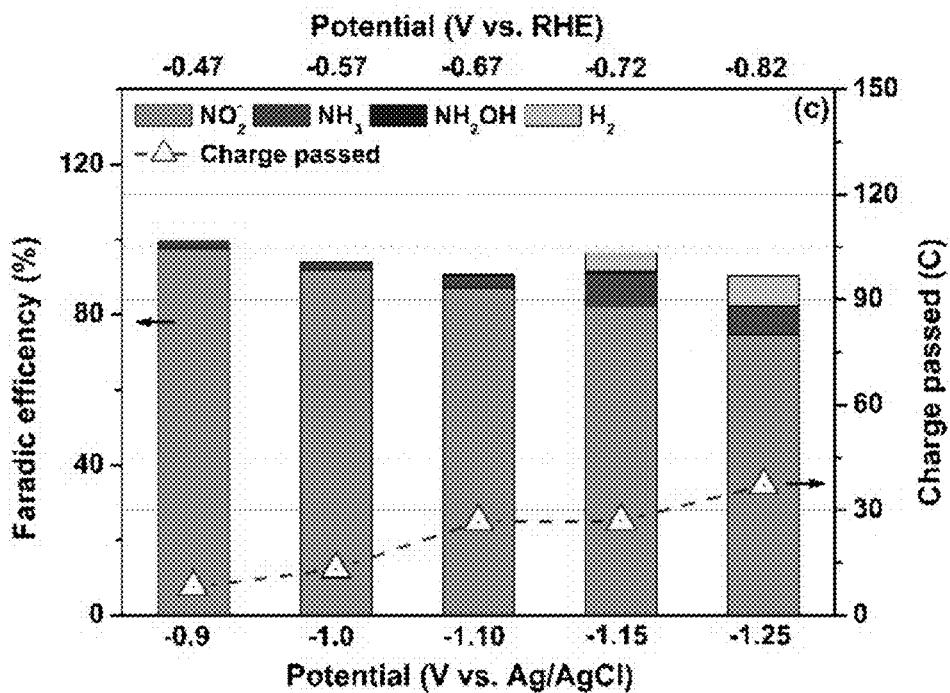 Potential (V vs. RHE)
-0.47 -0.57 -0.67 -0.72 -0.82
NO₂⁻ NH₃ NH₂OH H₂ (c)
Charge passed
150
120
120
90
80
60
40
30
0
0
Faradic efficency (%)
Charge passed (C)
-0.9 -1.0 -1.10 -1.15 -1.25
Potential (V vs. Ag/AgCl)